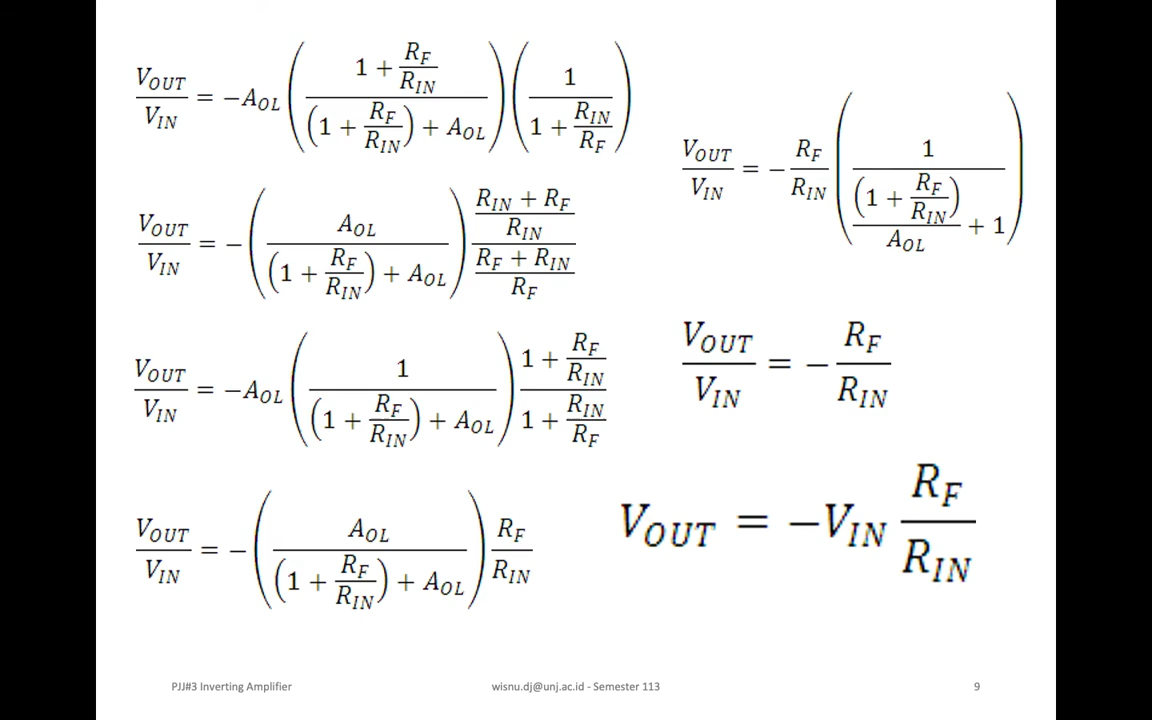 V_OUT/V_IN = −A_OL ((1 + R_F/R_IN)/((1 + R_F/R_IN) + A_OL)) (1/(1 + R_IN/R_F))
V_OUT/V_IN = −(A_OL/((1 + R_F/R_IN) + A_OL)) ((R_IN + R_F)/R_IN)/((R_F + R_IN)/R_F)
V_OUT/V_IN = −A_OL (1/((1 + R_F/R_IN) + A_OL)) (1 + R_F/R_IN)/(1 + R_IN/R_F)
V_OUT/V_IN = −(A_OL/((1 + R_F/R_IN) + A_OL)) R_F/R_IN
V_OUT/V_IN = −R_F/R_IN (1/((1 + R_F/R_IN)/A_OL + 1))
V_OUT/V_IN = −R_F/R_IN
V_OUT = −V_IN R_F/R_IN
PJJ#3 Inverting Amplifier
wisnu.dj@unj.ac.id - Semester 113
9